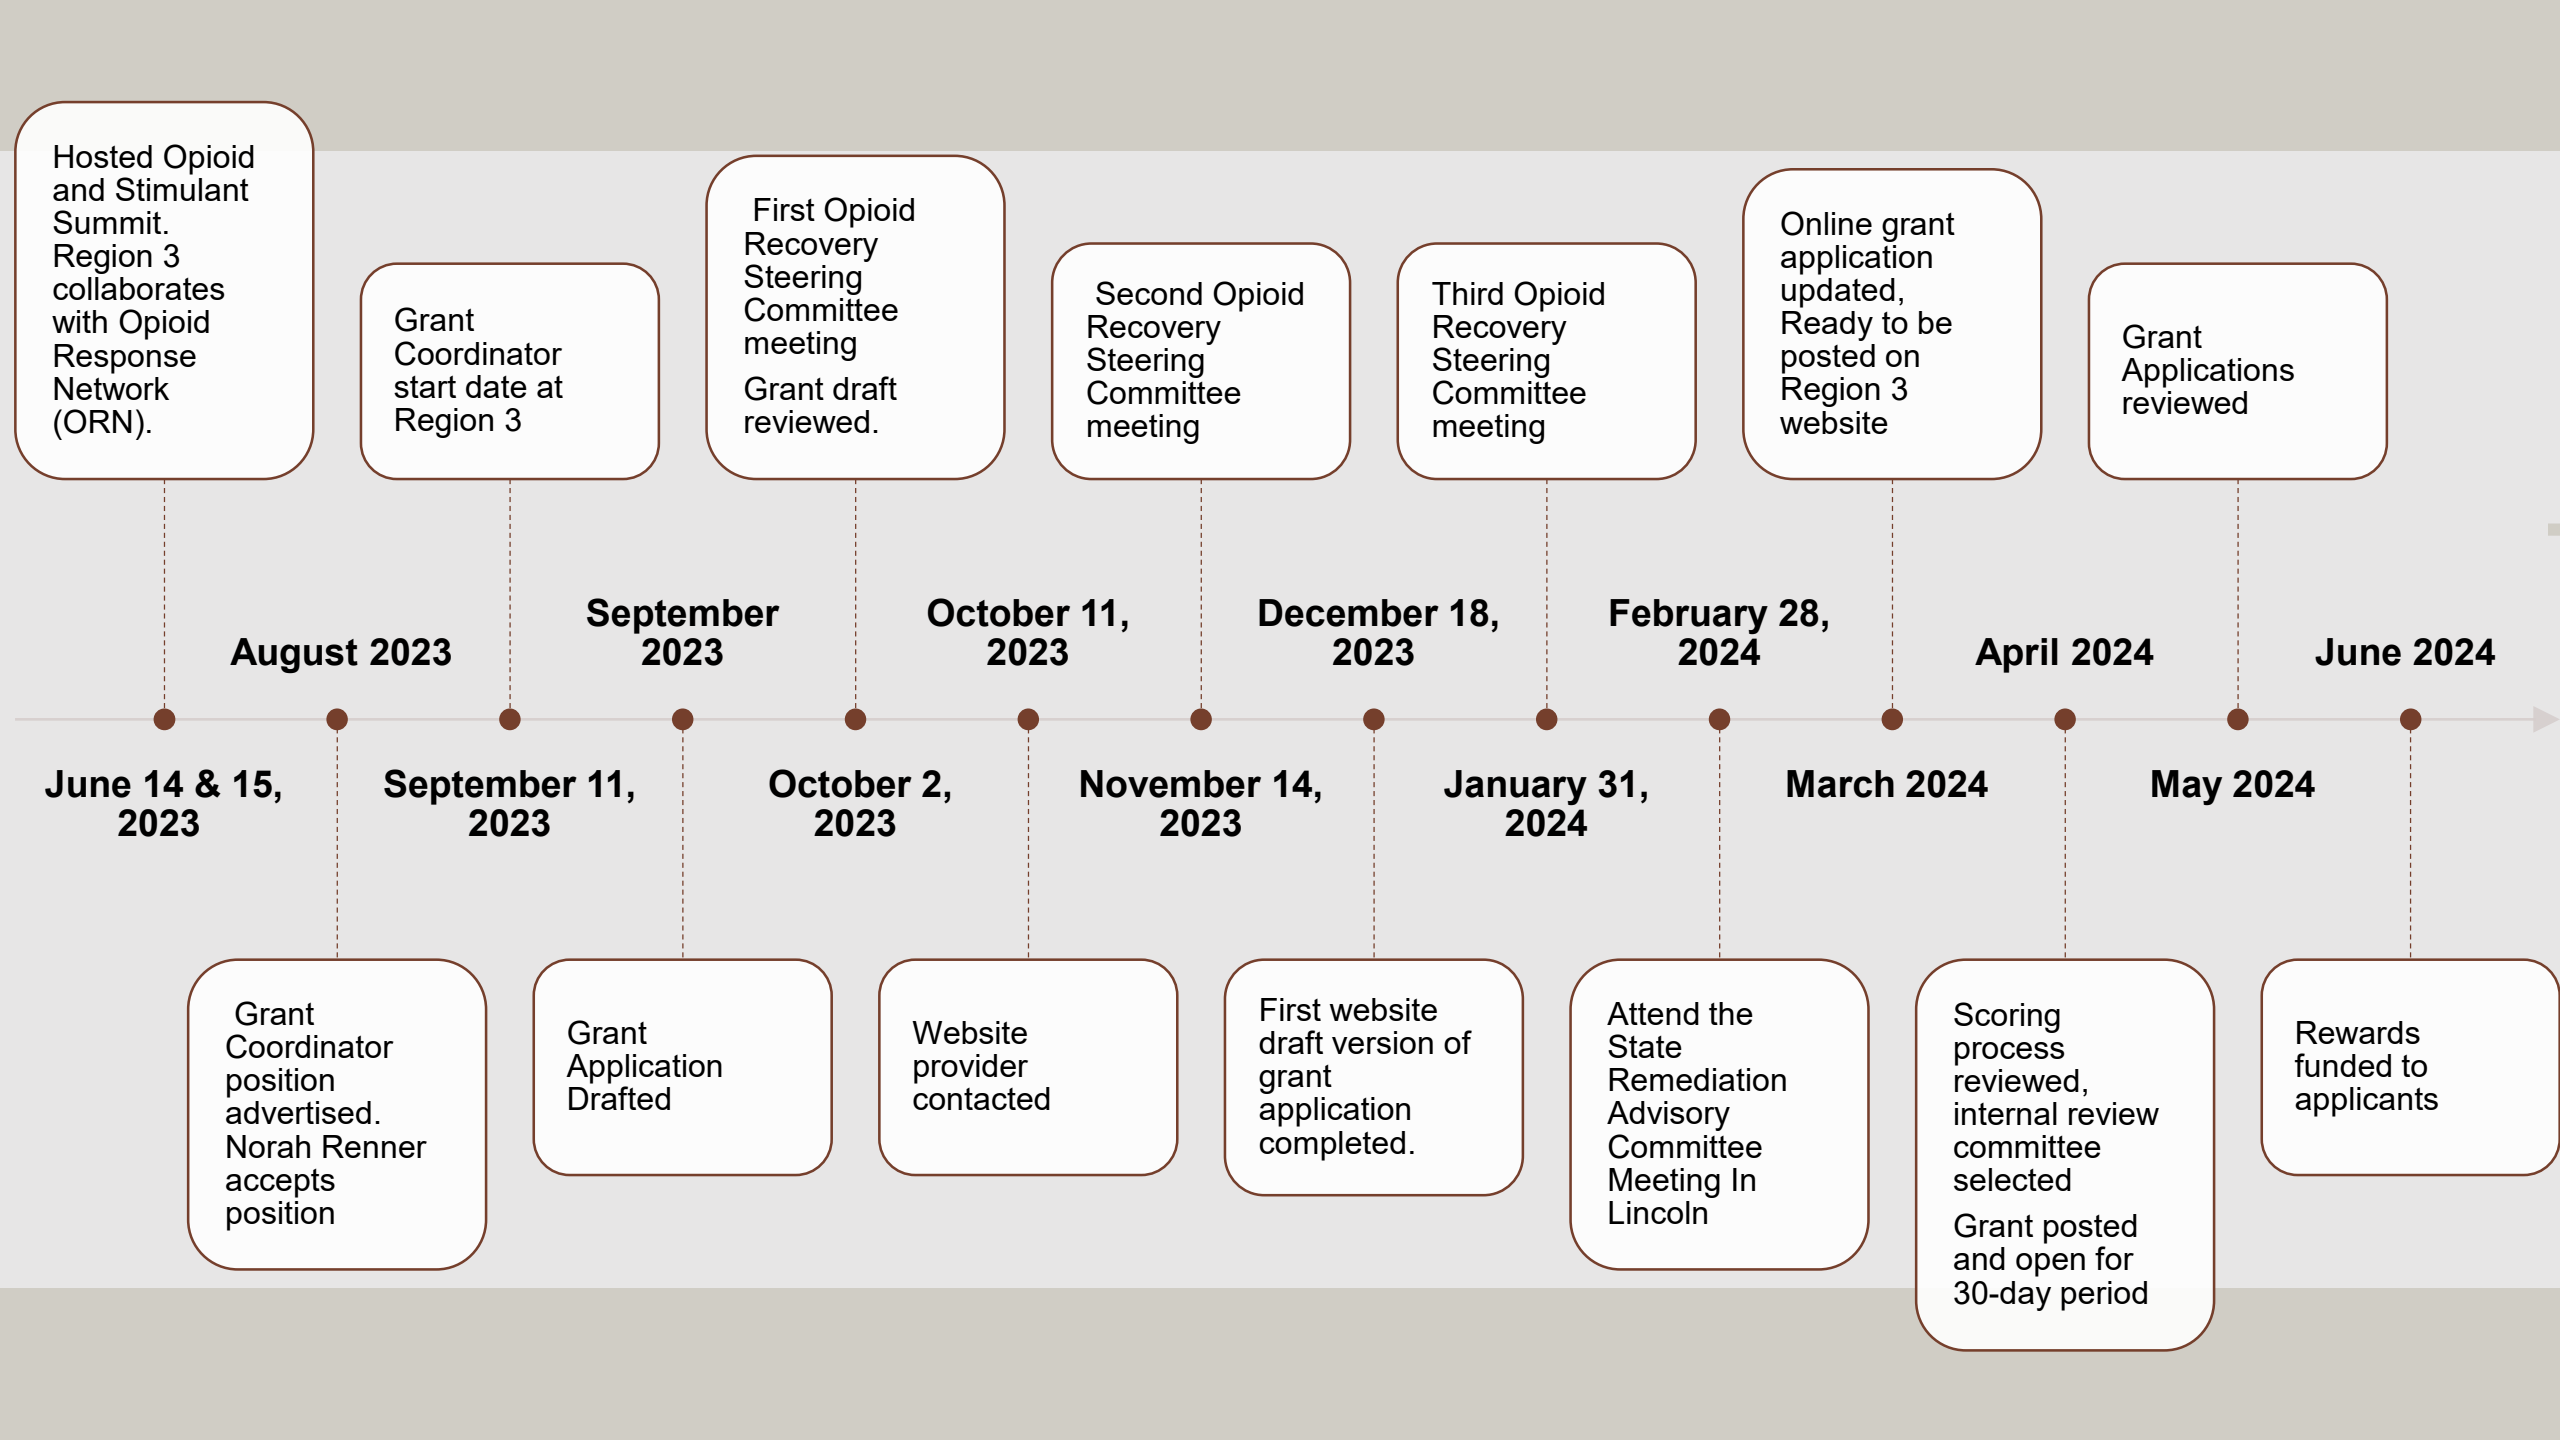 Hosted Opioid
and Stimulant
Summit.
Region 3
collaborates
with Opioid
Response
Network
(ORN).
June 14 & 15,
2023
August 2023
Grant
Coordinator
position
advertised.
Norah Renner
accepts
position
Grant
Coordinator
start date at
Region 3
September 11,
2023
September
2023
Grant
Application
Drafted
First Opioid
Recovery
Steering
Committee
meeting
Grant draft
reviewed.
October 2,
2023
October 11,
2023
Website
provider
contacted
Second Opioid
Recovery
Steering
Committee
meeting
November 14,
2023
December 18,
2023
First website
draft version of
grant
application
completed.
Third Opioid
Recovery
Steering
Committee
meeting
January 31,
2024
February 28,
2024
Attend the
State
Remediation
Advisory
Committee
Meeting In
Lincoln
Online grant
application
updated,
Ready to be
posted on
Region 3
website
March 2024
April 2024
Scoring
process
reviewed,
internal review
committee
selected
Grant posted
and open for
30-day period
Grant
Applications
reviewed
May 2024
June 2024
Rewards
funded to
applicants